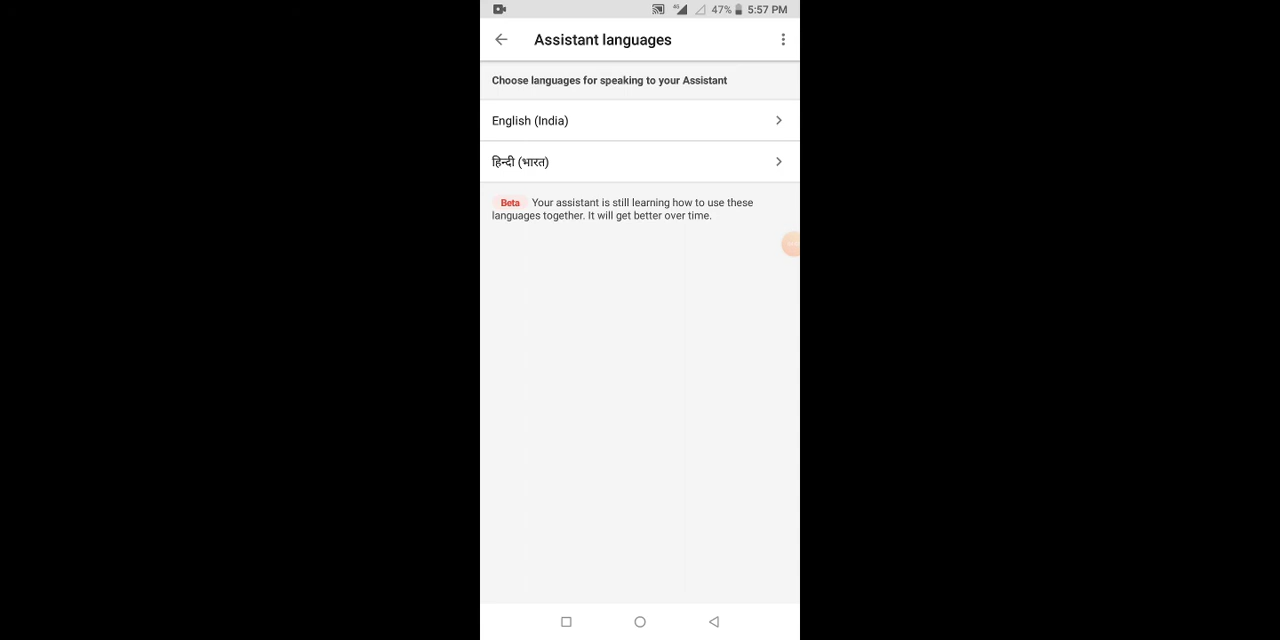 47% 5:57 PM
Assistant languages
Choose languages for speaking to your Assistant
English (India)
हिन्दी (भारत)
Beta Your assistant is still learning how to use these
languages together. It will get better over time.